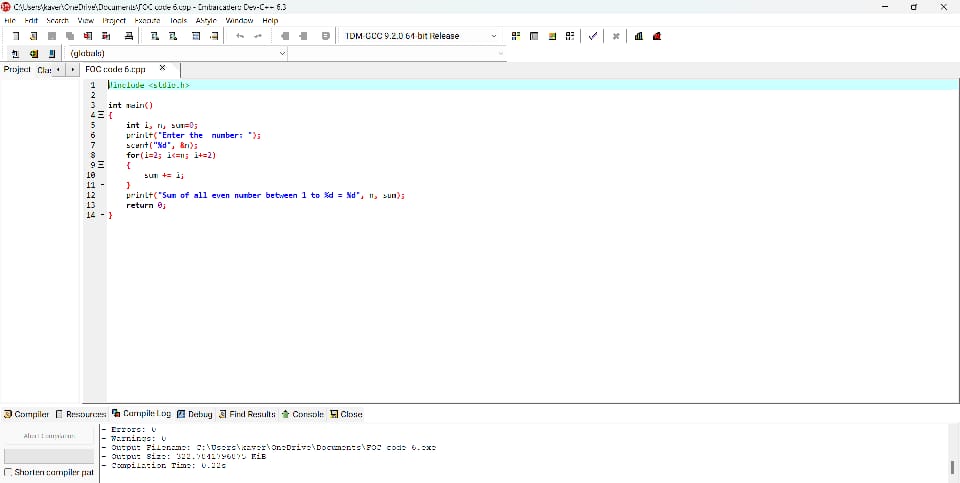 C:\Users\kaver\OneDrive\Documents\FOC code 6.cpp - Embarcadero Dev-C++ 6.3
File Edit Search View Project Execute Tools AStyle Window Help
TDM-GCC 9.2.0 64-bit Release
(globals)
Project Clas
FOC code 6.cpp
1 #include <stdio.h>
2
3 int main()
4 {
5 int i, n, sum=0;
6 printf("Enter the number: ");
7 scanf("%d", &n);
8 for(i=2; i<=n; i+=2)
9 {
10 sum += i;
11 }
12 printf("Sum of all even number between 1 to %d = %d", n, sum);
13 return 0;
14 }
Compiler Resources Compile Log Debug Find Results Console Close
Abort Compilation
Shorten compiler pat
- Errors: 0
- Warnings: 0
- Output Filename: C:\Users\kaver\OneDrive\Documents\FOC code 6.exe
- Output Size: 322.7041796875 KiB
- Compilation Time: 0.22s